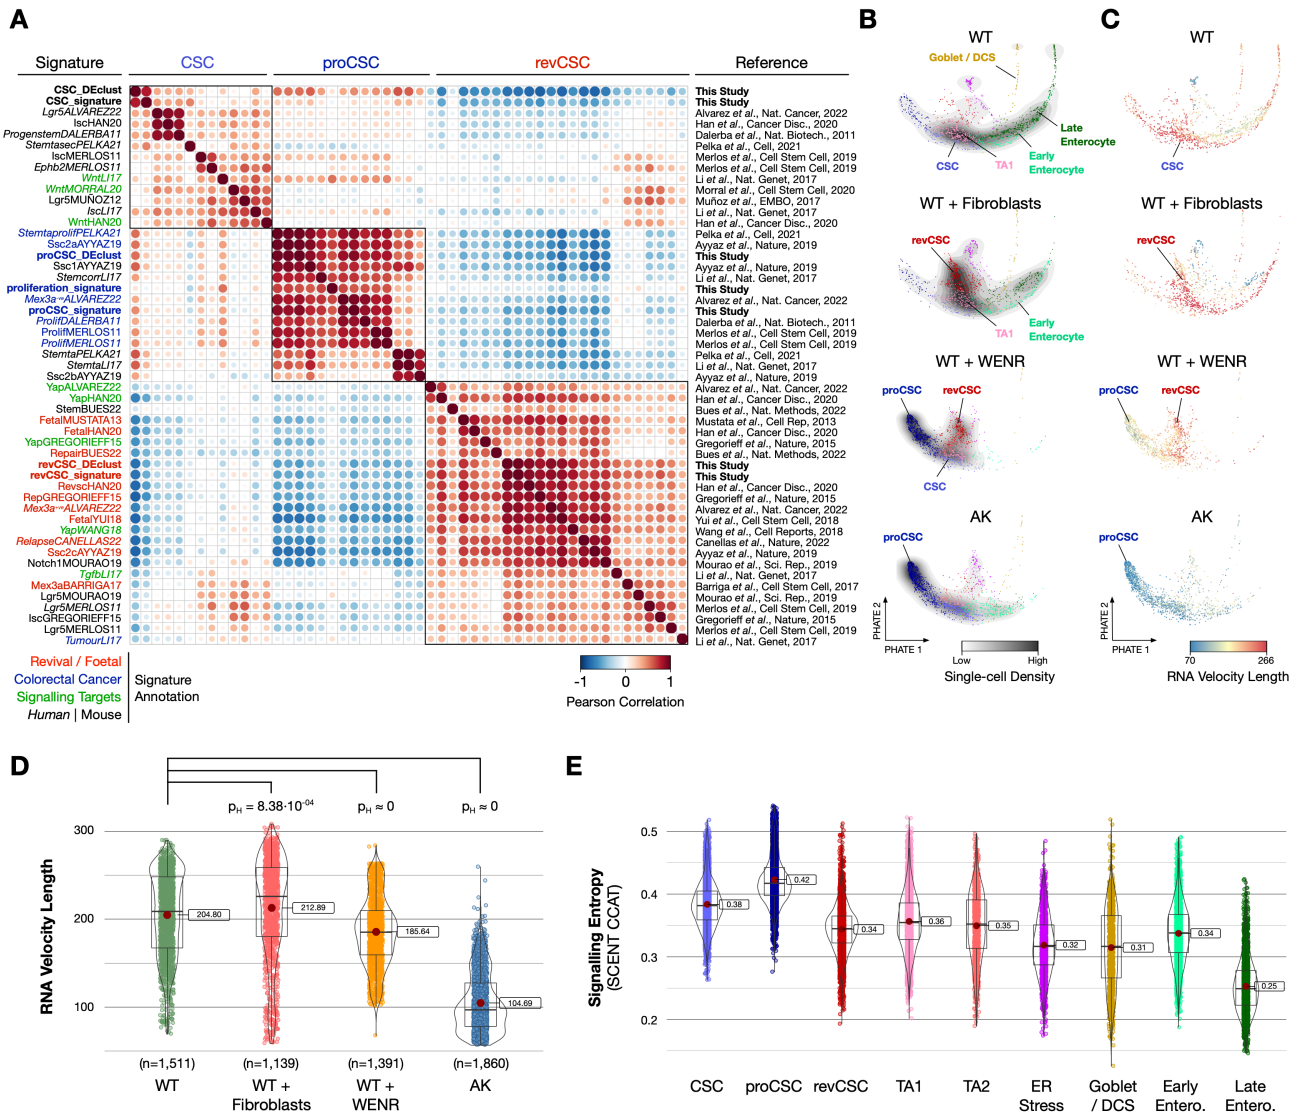 A
Signature
CSC
proCSC
revCSC
Reference
CSC_DEclust
This Study
CSC_signature
This Study
Lgr5ALVAREZ22
Alvarez et al., Nat. Cancer, 2022
IscHAN20
Han et al., Cancer Disc., 2020
ProgenstemDALERBA11
Dalerba et al., Nat. Biotech., 2011
StemtasecPELKA21
Pelka et al., Cell, 2021
IscMERLOS11
Merlos et al., Cell Stem Cell, 2019
Ephb2MERLOS11
Merlos et al., Cell Stem Cell, 2019
WntLI17
Li et al., Nat. Genet, 2017
WntMORRAL20
Morral et al., Cell Stem Cell, 2020
Lgr5MUÑOZ12
Muñoz et al., EMBO, 2017
IscLI17
Li et al., Nat. Genet, 2017
WntHAN20
Han et al., Cancer Disc., 2020
StemtaprolifPELKA21
Pelka et al., Cell, 2021
Ssc2aAYYAZ19
Ayyaz et al., Nature, 2019
proCSC_DEclust
This Study
Ssc1AYYAZ19
Ayyaz et al., Nature, 2019
StemcorrLI17
Li et al., Nat. Genet, 2017
proliferation_signature
This Study
ALVAREZ22
Alvarez et al., Nat. Cancer, 2022
proCSC_signature
This Study
ProlifDALERBA11
Dalerba et al., Nat. Biotech., 2011
ProlifMERLOS11
Merlos et al., Cell Stem Cell, 2019
ProlifMERLOS11
Merlos et al., Cell Stem Cell, 2019
StemtaPELKA21
Pelka et al., Cell, 2021
StemtaLI17
Li et al., Nat. Genet, 2017
Ssc2bAYYAZ19
Ayyaz et al., Nature, 2019
YapALVAREZ22
Alvarez et al., Nat. Cancer, 2022
YapHAN20
Han et al., Cancer Disc., 2020
StemBUES22
Bues et al., Nat. Methods, 2022
FetalMUSTATA13
Mustata et al., Cell Rep, 2013
FetalHAN20
Han et al., Cancer Disc., 2020
YapGREGORIEFF15
Gregorieff et al., Nature, 2015
RepairBUES22
Bues et al., Nat. Methods, 2022
revCSC_DEclust
This Study
revCSC_signature
This Study
RevscHAN20
Han et al., Cancer Disc., 2020
RepGREGORIEFF15
Gregorieff et al., Nature, 2015
ALVAREZ22
Alvarez et al., Nat. Cancer, 2022
FetalYUI18
Yui et al., Cell Stem Cell, 2018
YapWANG18
Wang et al., Cell Reports, 2018
RelapseCANELLAS22
Canellas et al., Nature, 2022
Ssc2cAYYAZ19
Ayyaz et al., Nature, 2019
Notch1MOURAO19
Mourao et al., Sci. Rep., 2019
TgfbLI17
Li et al., Nat. Genet, 2017
Mex3aBARRIGA17
Barriga et al., Cell Stem Cell, 2017
Lgr5MOURAO19
Mourao et al., Sci. Rep., 2019
Lgr5MERLOS11
Merlos et al., Cell Stem Cell, 2019
IscGREGORIEFF15
Gregorieff et al., Nature, 2015
Lgr5MERLOS11
Merlos et al., Cell Stem Cell, 2019
TumourLI17
Li et al., Nat. Genet, 2017
Revival / Foetal
Colorectal Cancer
Signalling Targets
Human | Mouse
Signature
Annotation
-1 0 1
Pearson Correlation
B
WT
Goblet / DCS
Late
Enterocyte
Early
Enterocyte
CSC
TA1
WT + Fibroblasts
revCSC
TA1
Early
Enterocyte
WT + WENR
proCSC
revCSC
CSC
AK
proCSC
PHATE 2
PHATE 1
Low High
Single-cell Density
C
WT
CSC
WT + Fibroblasts
revCSC
WT + WENR
proCSC
revCSC
AK
proCSC
PHATE 2
PHATE 1
70 266
RNA Velocity Length
D
pH = 8.38·10-04
pH ≈ 0
pH ≈ 0
RNA Velocity Length
300
200
100
204.80
212.89
185.64
104.69
(n=1,511)
(n=1,139)
(n=1,391)
(n=1,860)
WT
WT +
Fibroblasts
WT +
WENR
AK
E
Signalling Entropy
(SCENT CCAT)
0.5
0.4
0.3
0.2
0.38
0.42
0.34
0.36
0.35
0.32
0.31
0.34
0.25
CSC
proCSC
revCSC
TA1
TA2
ER
Stress
Goblet
/ DCS
Early
Entero.
Late
Entero.